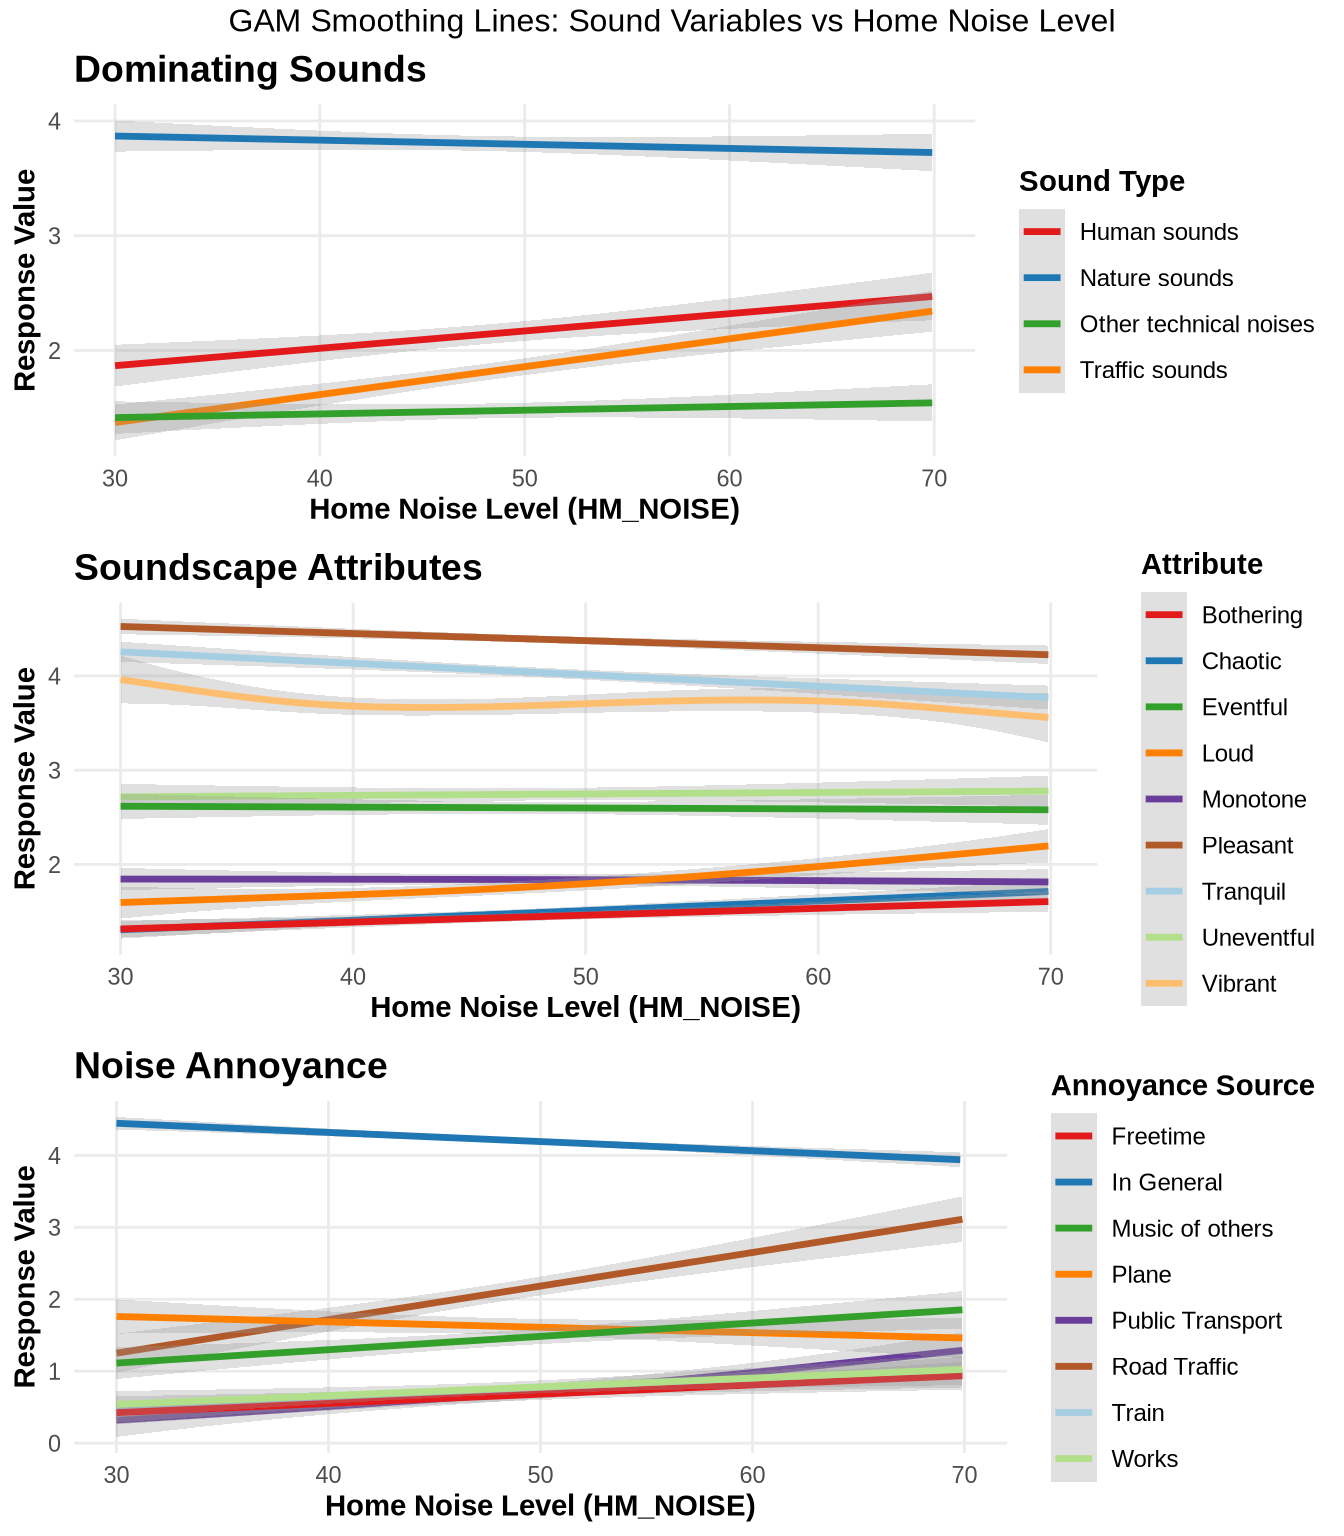 GAM Smoothing Lines: Sound Variables vs Home Noise Level
Dominating Sounds
Response Value
4
3
2
30 40 50 60 70
Home Noise Level (HM_NOISE)
Sound Type
Human sounds
Nature sounds
Other technical noises
Traffic sounds
Soundscape Attributes
Response Value
4
3
2
30 40 50 60 70
Home Noise Level (HM_NOISE)
Attribute
Bothering
Chaotic
Eventful
Loud
Monotone
Pleasant
Tranquil
Uneventful
Vibrant
Noise Annoyance
Response Value
4
3
2
1
0
30 40 50 60 70
Home Noise Level (HM_NOISE)
Annoyance Source
Freetime
In General
Music of others
Plane
Public Transport
Road Traffic
Train
Works